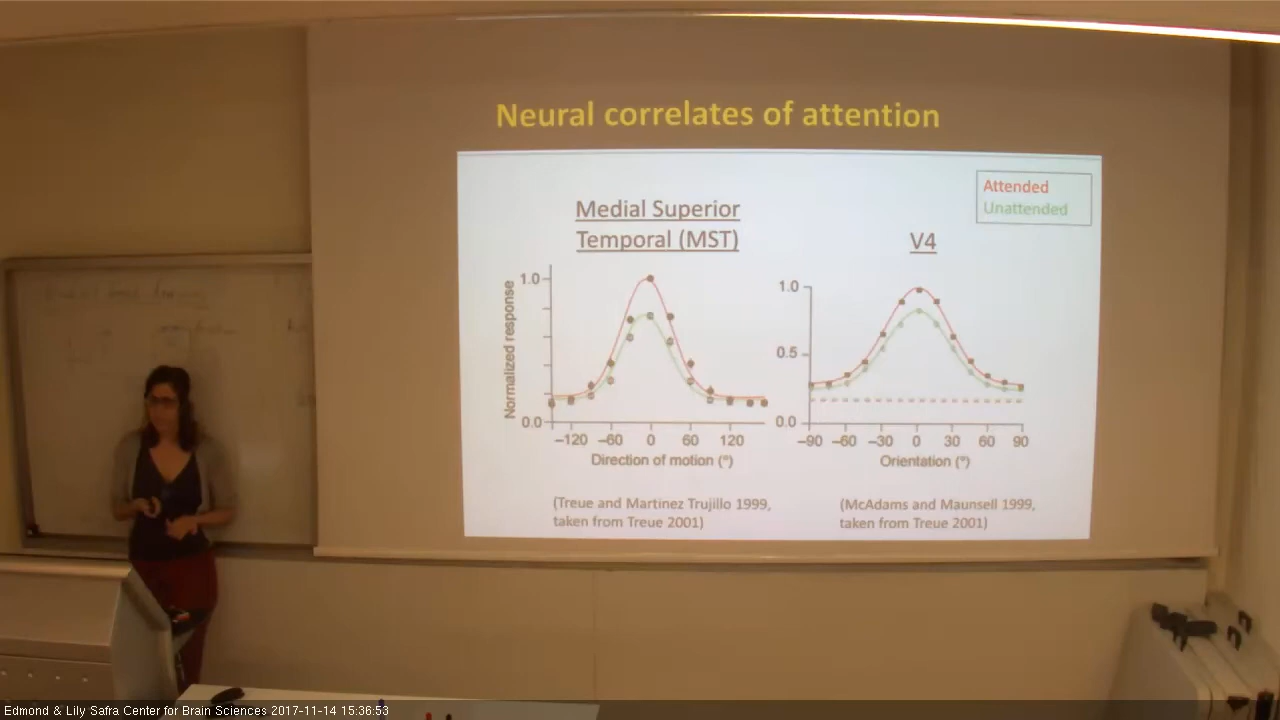 Neural correlates of attention
Attended
Unattended
Medial Superior
Temporal (MST)
Normalized response
1.0
0.0
−120 −60 0 60 120
Direction of motion (°)
(Treue and Martinez Trujillo 1999,
taken from Treue 2001)
V4
1.0
0.5
0.0
−90 −60 −30 0 30 60 90
Orientation (°)
(McAdams and Maunsell 1999,
taken from Treue 2001)
Edmond & Lily Safra Center for Brain Sciences 2017-11-14 15:36:53